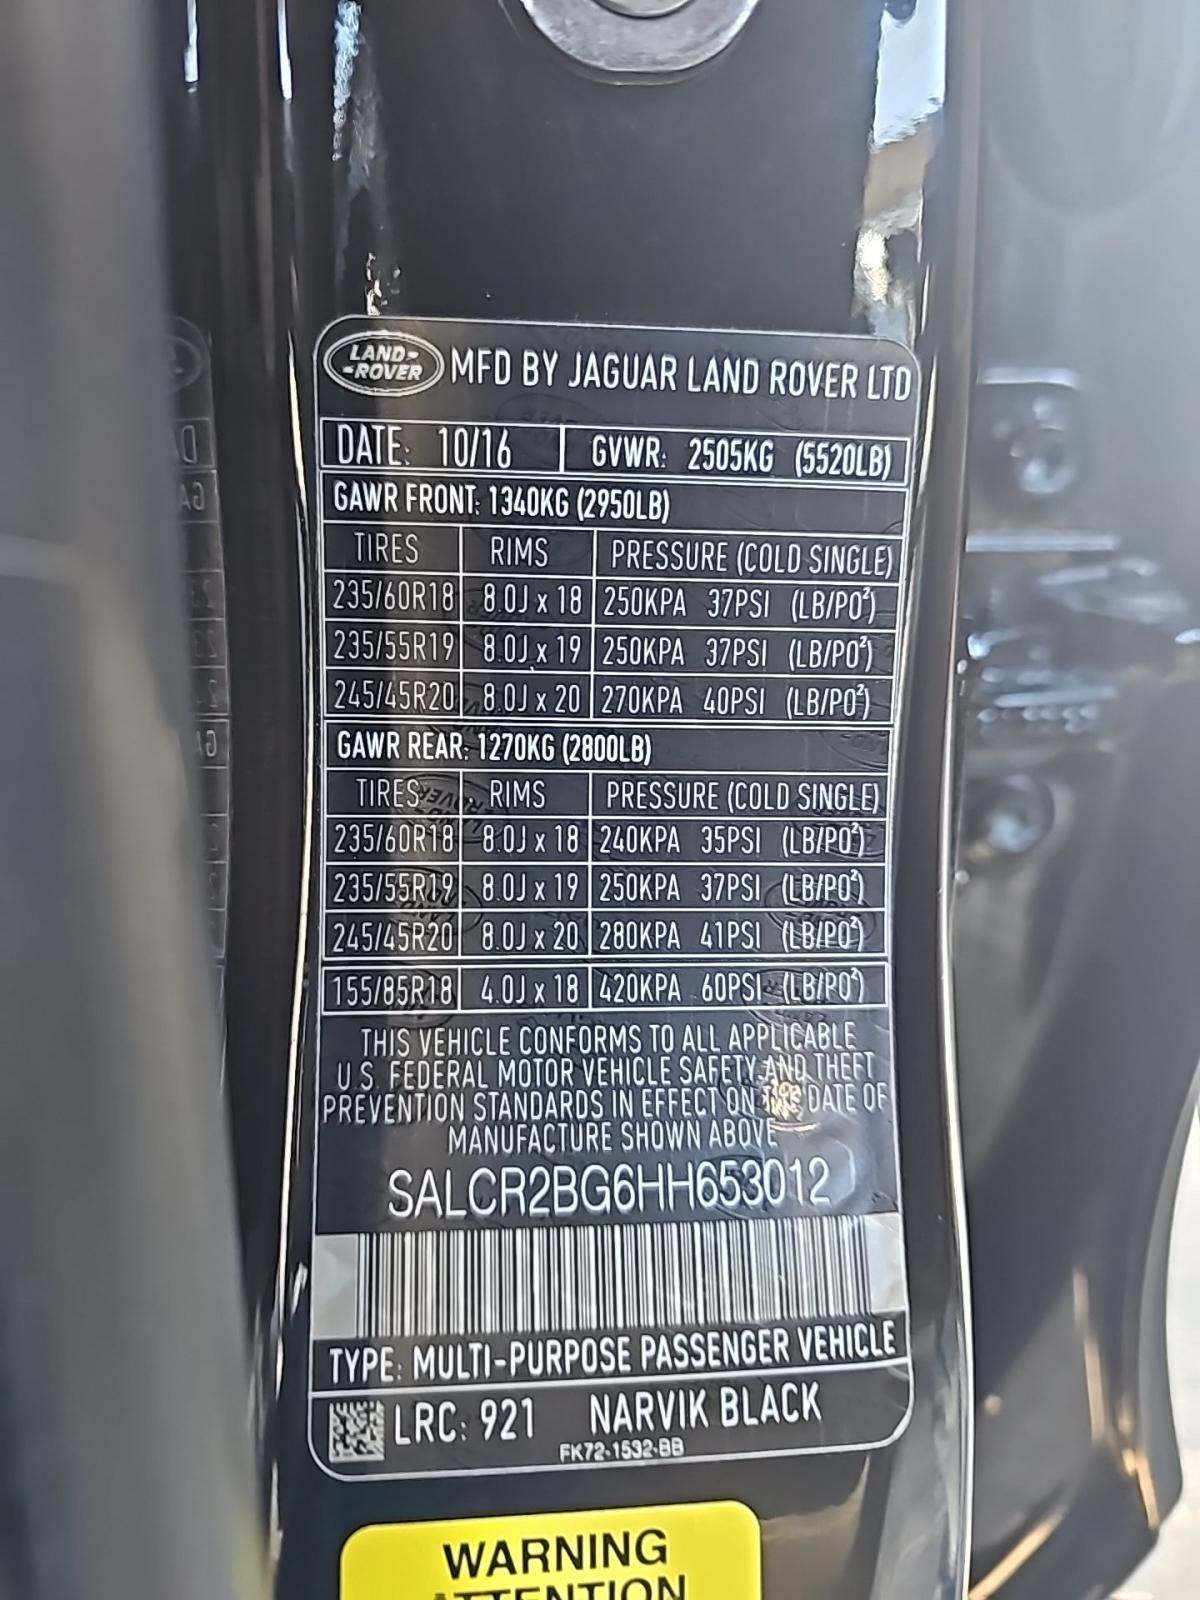 LAND-
-ROVER
MFD BY JAGUAR LAND ROVER LTD
DATE: 10/16 GVWR: 2505KG (5520LB)
GAWR FRONT: 1340KG (2950LB)
TIRES RIMS PRESSURE (COLD SINGLE)
235/60R18 8.0J x 18 250KPA 37PSI (LB/PO²)
235/55R19 8.0J x 19 250KPA 37PSI (LB/PO²)
245/45R20 8.0J x 20 270KPA 40PSI (LB/PO²)
GAWR REAR: 1270KG (2800LB)
TIRES RIMS PRESSURE (COLD SINGLE)
235/60R18 8.0J x 18 240KPA 35PSI (LB/PO²)
235/55R19 8.0J x 19 250KPA 37PSI (LB/PO²)
245/45R20 8.0J x 20 280KPA 41PSI (LB/PO²)
155/85R18 4.0J x 18 420KPA 60PSI (LB/PO²)
THIS VEHICLE CONFORMS TO ALL APPLICABLE
U.S. FEDERAL MOTOR VEHICLE SAFETY AND THEFT
PREVENTION STANDARDS IN EFFECT ON DATE OF
MANUFACTURE SHOWN ABOVE
SALCR2BG6HH653012
TYPE: MULTI-PURPOSE PASSENGER VEHICLE
LRC: 921 NARVIK BLACK
FK72-1532-BB
WARNING
ATTENTION